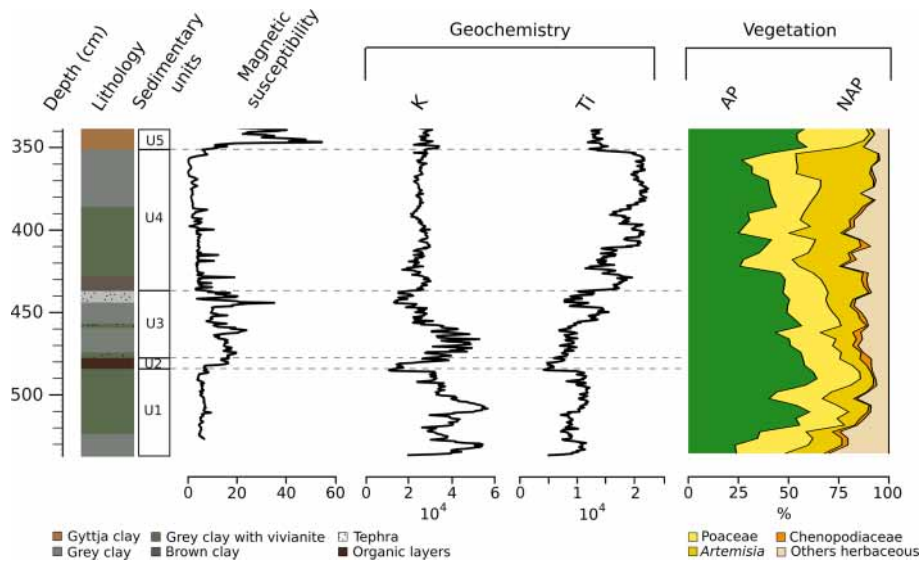 Geochemistry
Vegetation
Depth (cm)
Lithology
Sedimentary
units
Magnetic
susceptibility
K
Ti
AP
NAP
350
400
450
500
U5
U4
U3
U2
U1
0 20 40 60
0 2 4 6
10⁴
0 1 2
10⁴
0 25 50 75 100
%
Gyttja clay
Grey clay with vivianite
Tephra
Grey clay
Brown clay
Organic layers
Poaceae
Chenopodiaceae
Artemisia
Others herbaceous